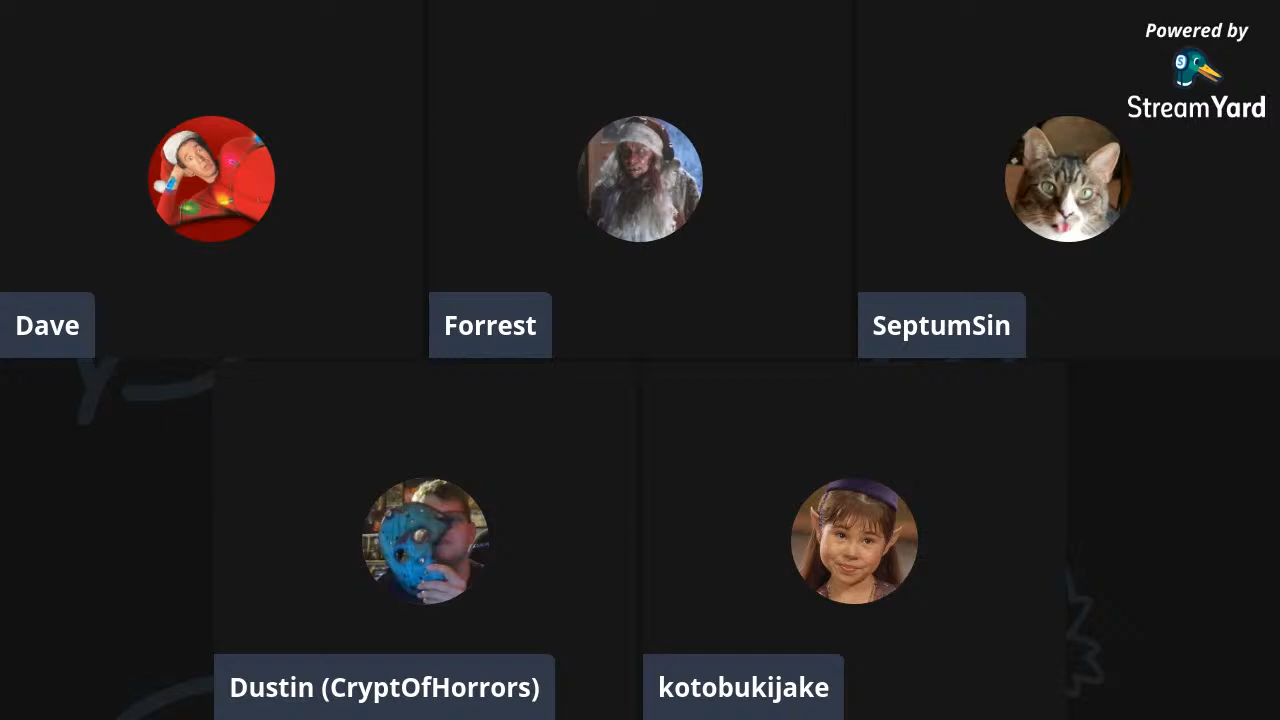 Powered by
StreamYard
Dave
Forrest
SeptumSin
Dustin (CryptOfHorrors)
kotobukijake